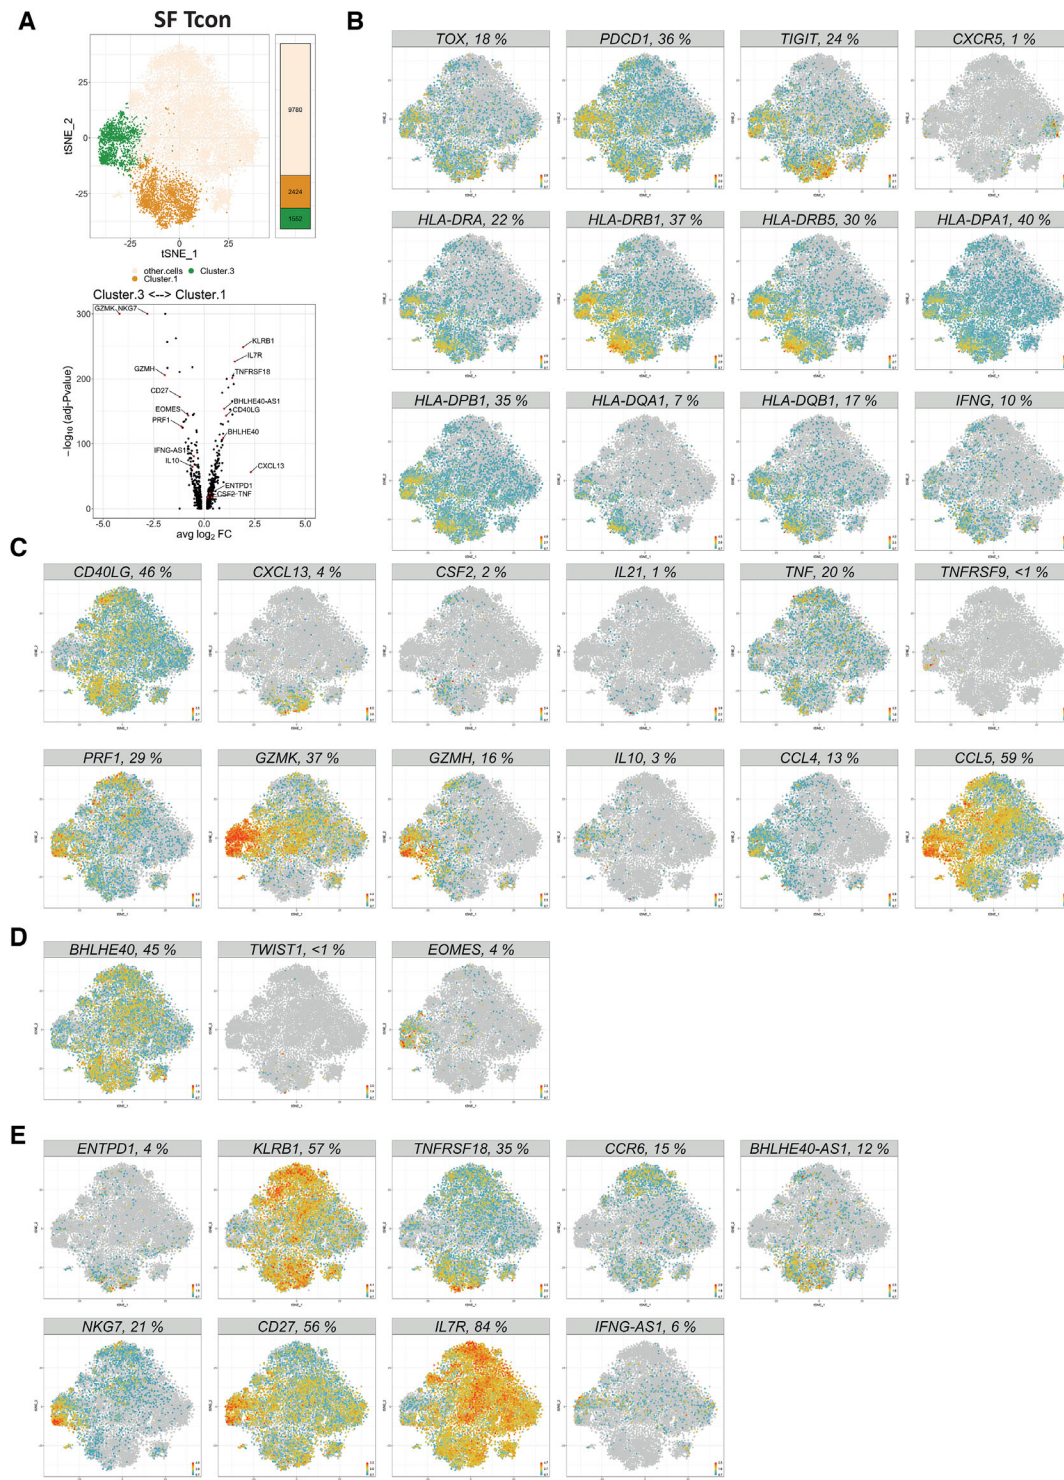 A
SF Tcon
25
0
-25
tSNE_2
-25 0 25
tSNE_1
9780
2424
1552
other.cells Cluster.3
Cluster.1
Cluster.3 <--> Cluster.1
300
200
100
0
−log10 (adj-Pvalue)
GZMK NKG7
KLRB1
IL7R
GZMH
TNFRSF18
CD27
BHLHE40-AS1
EOMES
CD40LG
PRF1
BHLHE40
IFNG-AS1
IL10
CXCL13
ENTPD1
CSF2 TNF
-5.0 -2.5 0.0 2.5 5.0
avg log2 FC
B
TOX, 18 %
PDCD1, 36 %
TIGIT, 24 %
CXCR5, 1 %
HLA-DRA, 22 %
HLA-DRB1, 37 %
HLA-DRB5, 30 %
HLA-DPA1, 40 %
HLA-DPB1, 35 %
HLA-DQA1, 7 %
HLA-DQB1, 17 %
IFNG, 10 %
C
CD40LG, 46 %
CXCL13, 4 %
CSF2, 2 %
IL21, 1 %
TNF, 20 %
TNFRSF9, <1 %
PRF1, 29 %
GZMK, 37 %
GZMH, 16 %
IL10, 3 %
CCL4, 13 %
CCL5, 59 %
D
BHLHE40, 45 %
TWIST1, <1 %
EOMES, 4 %
E
ENTPD1, 4 %
KLRB1, 57 %
TNFRSF18, 35 %
CCR6, 15 %
BHLHE40-AS1, 12 %
NKG7, 21 %
CD27, 56 %
IL7R, 84 %
IFNG-AS1, 6 %